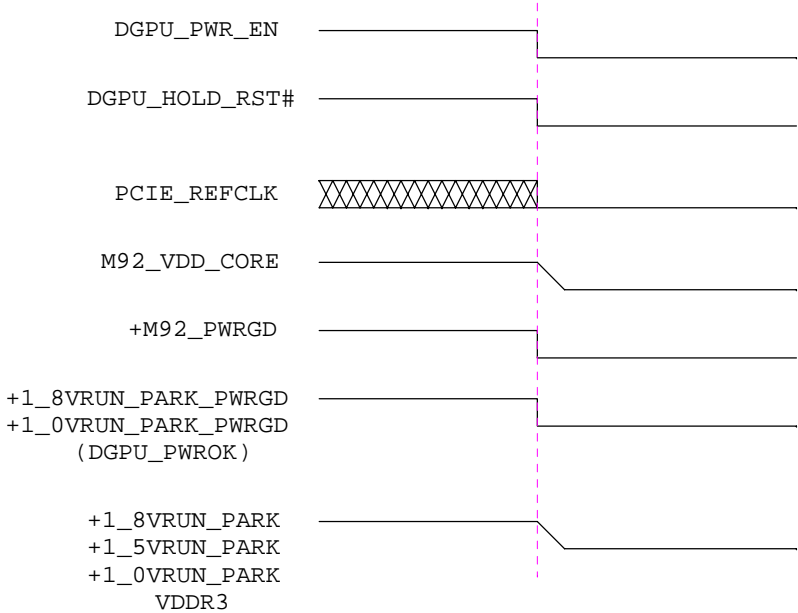 DGPU_PWR_EN
DGPU_HOLD_RST#
PCIE_REFCLK
M92_VDD_CORE
+M92_PWRGD
+1_8VRUN_PARK_PWRGD
+1_0VRUN_PARK_PWRGD
(DGPU_PWROK)
+1_8VRUN_PARK
+1_5VRUN_PARK
+1_0VRUN_PARK
VDDR3